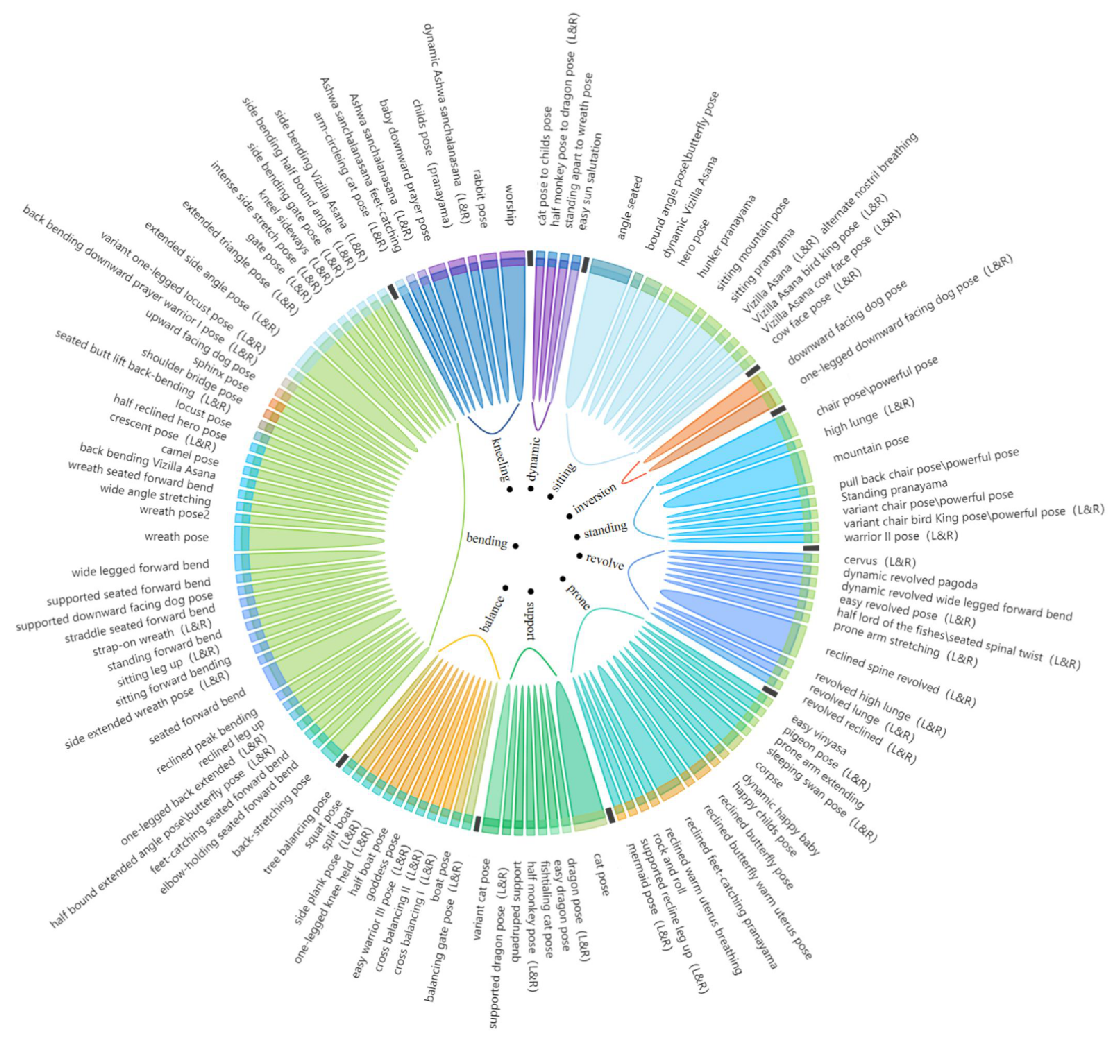 cat pose to childs pose
half monkey pose to dragon pose (L&R)
standing apart to wreath pose
easy sun salutation
angle seated
bound angle pose\butterfly pose
dynamic Vizilla Asana
hero pose
hunker pranayama
sitting mountain pose
sitting pranayama
Vizilla Asana (L&R) alternate nostril breathing
Vizilla Asana bird king pose (L&R)
Vizilla Asana cow face pose (L&R)
cow face pose (L&R)
downward facing dog pose
one-legged downward facing dog pose (L&R)
chair pose\powerful pose
high lunge (L&R)
mountain pose
pull back chair pose\powerful pose
Standing pranayama
variant chair pose\powerful pose
variant chair bird King pose\powerful pose (L&R)
warrior II pose (L&R)
cervus (L&R)
dynamic revolved pagoda
dynamic revolved wide legged forward bend
easy revolved pose (L&R)
half lord of the fishes\seated spinal twist (L&R)
prone arm stretching (L&R)
reclined spine revolved (L&R)
revolved high lunge (L&R)
revolved lunge (L&R)
revolved reclined (L&R)
easy vinyasa
pigeon pose (L&R)
prone arm extending
sleeping swan pose (L&R)
corpse
dynamic happy baby
happy childs pose
reclined butterfly pose
reclined butterfly warm uterus pose
reclined feet-catching pranayama
reclined warm uterus breathing
rock and roll
supported recline leg up (L&R)
mermaid pose (L&R)
cat pose
dragon pose (L&R)
easy dragon pose
fishtialing cat pose
half monkey pose (L&R)
quadruped support
supported dragon pose (L&R)
variant cat pose
balancing gate pose (L&R)
boat pose
cross balancing I (L&R)
cross balancing II (L&R)
easy warrior III pose (L&R)
goddess pose
half boat pose
one-legged knee held (L&R)
side plank pose (L&R)
split boat
squat pose
tree balancing pose
back-stretching pose
elbow-holding seated forward bend
feet-catching seated forward bend
half bound extended angle pose\butterfly pose (L&R)
one-legged back extended (L&R)
reclined leg up
reclined peak bending
seated forward bend
side extended wreath pose (L&R)
sitting forward bending
sitting leg up (L&R)
standing forward bend
strap-on wreath (L&R)
straddle seated forward bend
supported downward facing dog pose
supported seated forward bend
wide legged forward bend
wreath pose
wreath pose2
wide angle stretching
wreath seated forward bend
back bending Vizilla Asana
camel pose
crescent pose (L&R)
half reclined hero pose
locust pose
seated butt lift back-bending (L&R)
shoulder bridge pose
sphinx pose
upward facing dog pose
variant one-legged locust pose (L&R)
back bending downward prayer warrior I pose (L&R)
extended side angle pose (L&R)
extended triangle pose (L&R)
gate pose (L&R)
intense side stretch pose (L&R)
kneel sideways (L&R)
side bending gate pose (L&R)
side bending half bound angle (L&R)
side bending Vizilla Asana (L&R)
arm-circleing cat pose (L&R)
Ashwa sanchalanasana feet-catching
Ashwa sanchalanasana (L&R)
baby downward prayer pose
childs pose (pranayama)
dynamic Ashwa sanchalanasana (L&R)
rabbit pose
worship
kneeling
dynamic
sitting
inversion
standing
revolve
prone
support
balance
bending